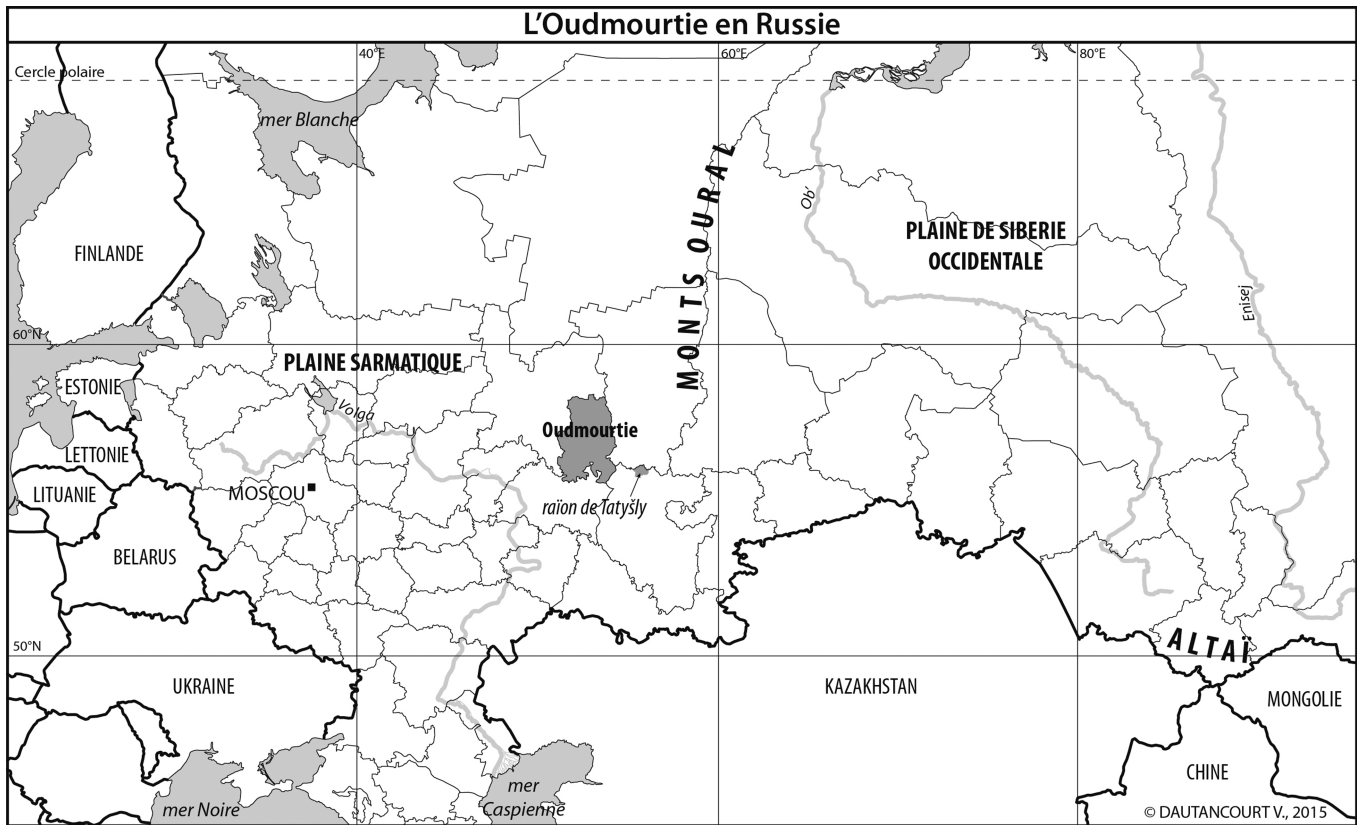 L’Oudmourtie en Russie
40°E
60°E
80°E
Cercle polaire
mer Blanche
MONTS OURAL
Ob'
PLAINE DE SIBERIE
OCCIDENTALE
FINLANDE
Enisej
60°N
PLAINE SARMATIQUE
ESTONIE
Volga
Oudmourtie
LETTONIE
LITUANIE
MOSCOU
raïon de Tatyšly
BELARUS
50°N
ALTAÏ
UKRAINE
KAZAKHSTAN
MONGOLIE
CHINE
mer
Caspienne
mer Noire
© DAUTANCOURT V., 2015